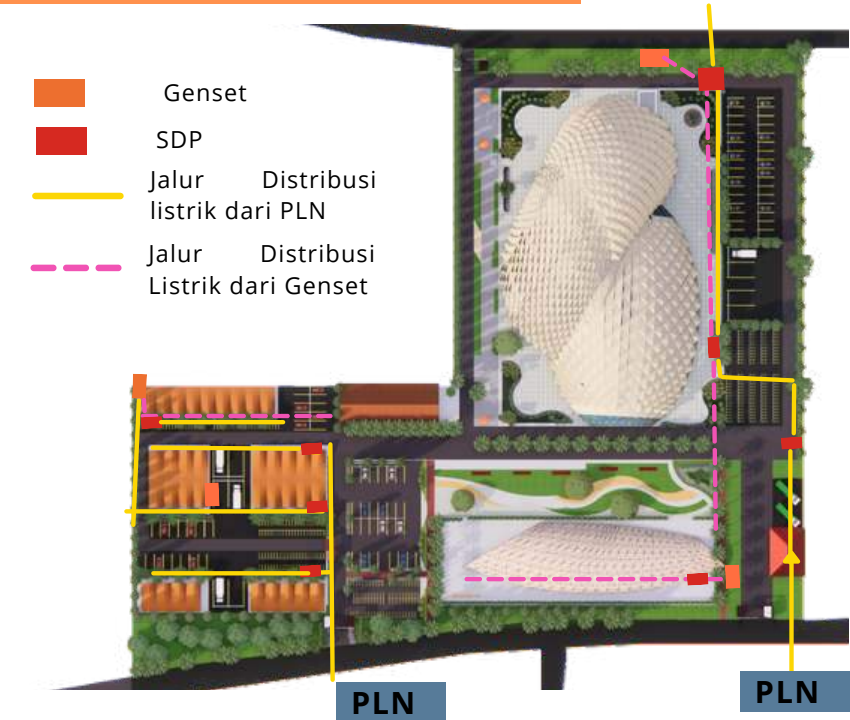 Genset
SDP
Jalur Distribusi
listrik dari PLN
Jalur Distribusi
Listrik dari Genset
PLN
PLN